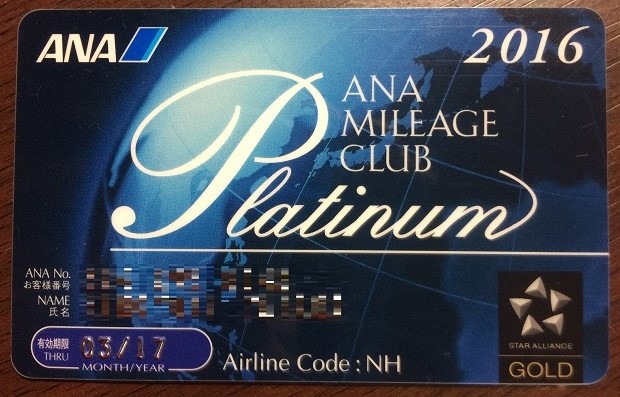 ANA
2016
ANA
MILEAGE
CLUB
Platinum
ANA No.
お客様番号
NAME
氏名
有効期限
THRU
03/17
MONTH/YEAR
Airline Code : NH
STAR ALLIANCE
GOLD